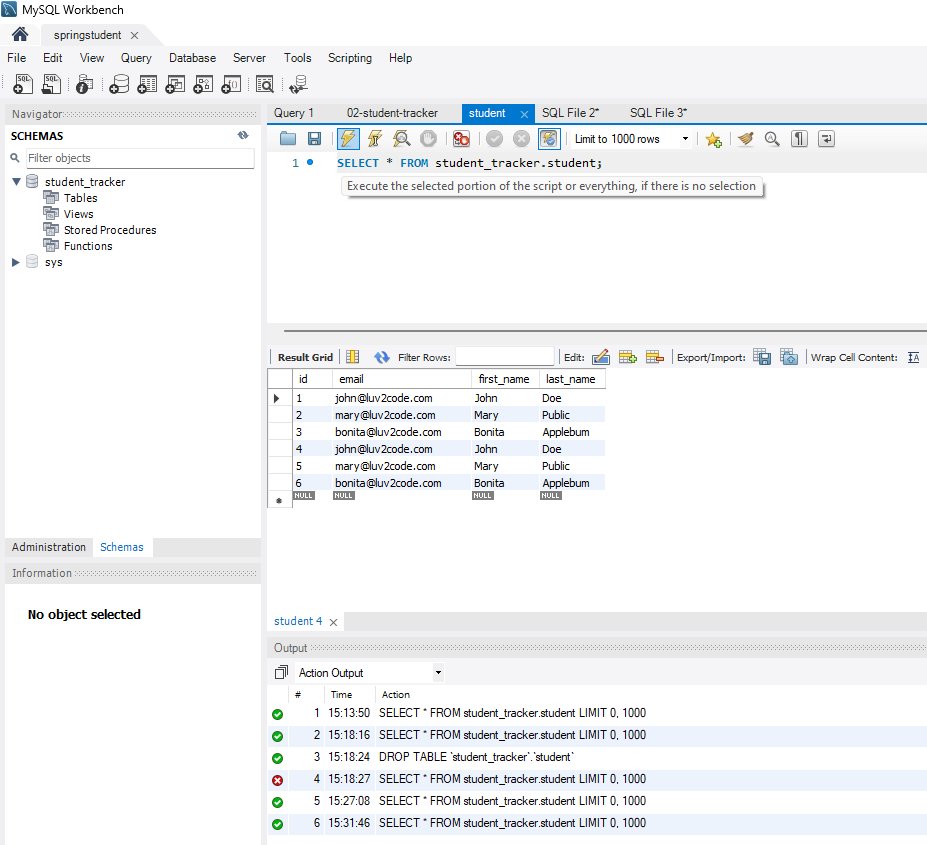 MySQL Workbench
springstudent
File Edit View Query Database Server Tools Scripting Help
Navigator
SCHEMAS
Filter objects
student_tracker
Tables
Views
Stored Procedures
Functions
sys
Administration Schemas
Information
No object selected
Query 1 02-student-tracker student SQL File 2* SQL File 3*
Limit to 1000 rows
1 SELECT * FROM student_tracker.student;
Execute the selected portion of the script or everything, if there is no selection
Result Grid Filter Rows: Edit: Export/Import: Wrap Cell Content: IA
id email first_name last_name
1 john@luv2code.com John Doe
2 mary@luv2code.com Mary Public
3 bonita@luv2code.com Bonita Applebum
4 john@luv2code.com John Doe
5 mary@luv2code.com Mary Public
6 bonita@luv2code.com Bonita Applebum
NULL NULL NULL NULL
student 4
Output
Action Output
# Time Action
1 15:13:50 SELECT * FROM student_tracker.student LIMIT 0, 1000
2 15:18:16 SELECT * FROM student_tracker.student LIMIT 0, 1000
3 15:18:24 DROP TABLE `student_tracker`.`student`
4 15:18:27 SELECT * FROM student_tracker.student LIMIT 0, 1000
5 15:27:08 SELECT * FROM student_tracker.student LIMIT 0, 1000
6 15:31:46 SELECT * FROM student_tracker.student LIMIT 0, 1000